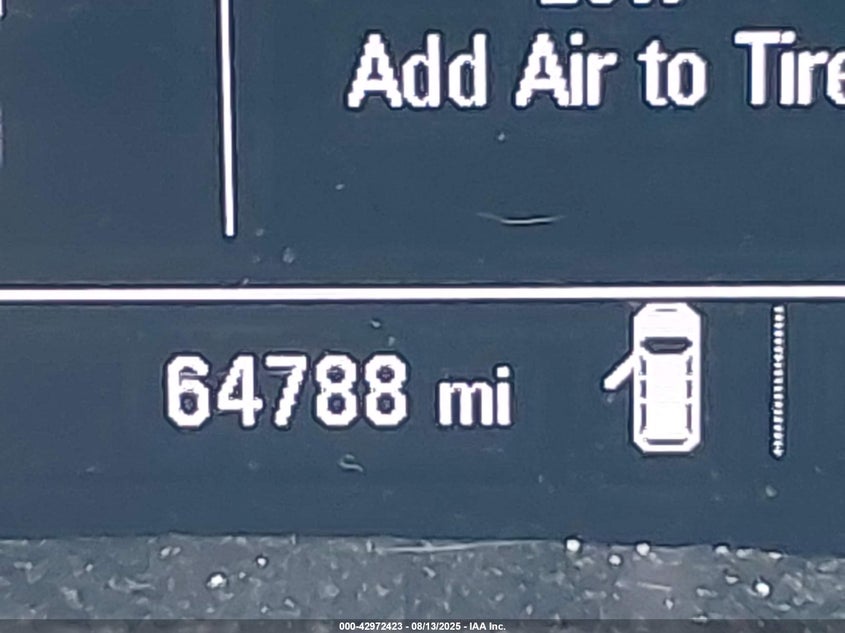 Add Air to Tire
64788 mi
000-42972423 - 08/13/2025 - IAA Inc.